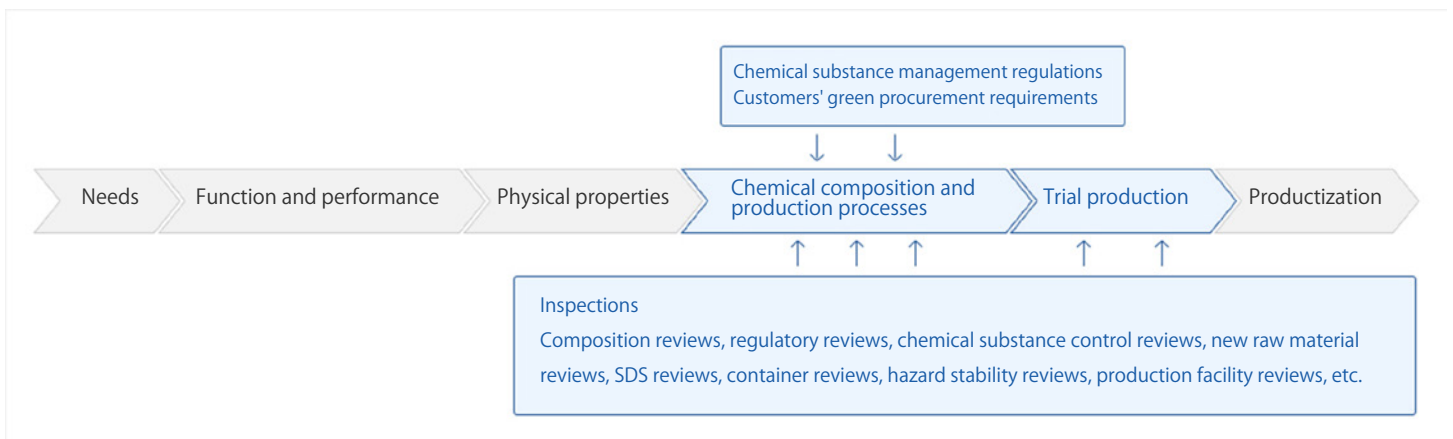 Chemical substance management regulations
Customers' green procurement requirements
Needs
Function and performance
Physical properties
Chemical composition and
production processes
Trial production
Productization
Inspections
Composition reviews, regulatory reviews, chemical substance control reviews, new raw material
reviews, SDS reviews, container reviews, hazard stability reviews, production facility reviews, etc.